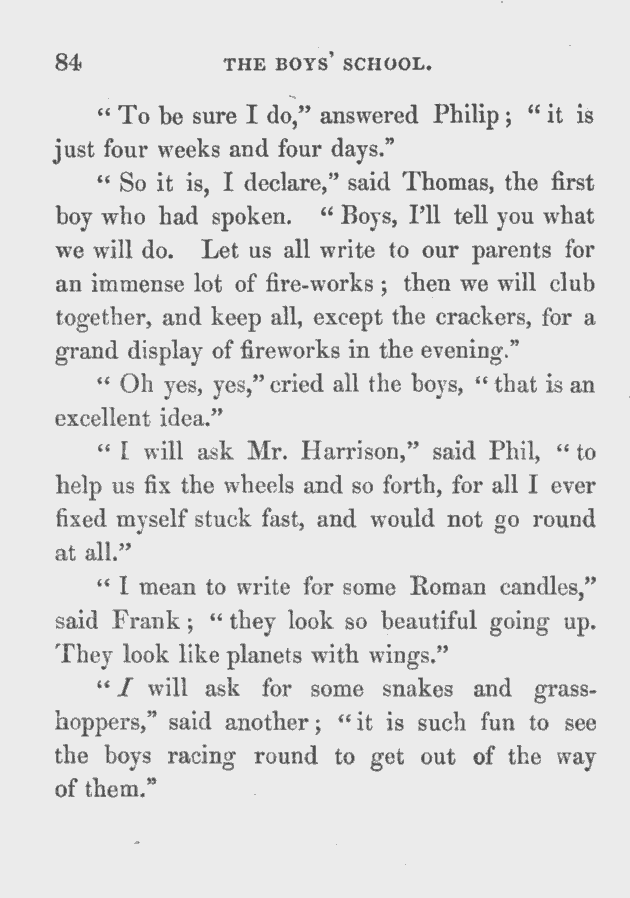 84 THE BOYS' SCHOOL.
“ To be sure I do,” answered Philip ; “ it is
just four weeks and four days.”
“ So it is, I declare,” said Thomas, the first
boy who had spoken. “ Boys, I'll tell you what
we will do. Let us all write to our parents for
an immense lot of fire-works ; then we will club
together, and keep all, except the crackers, for a
grand display of fireworks in the evening.”
“ Oh yes, yes,” cried all the boys, “ that is an
excellent idea.”
“ I will ask Mr. Harrison,” said Phil, “ to
help us fix the wheels and so forth, for all I ever
fixed myself stuck fast, and would not go round
at all.”
“ I mean to write for some Roman candles,”
said Frank ; “ they look so beautiful going up.
They look like planets with wings.”
“ I will ask for some snakes and grass-
hoppers,” said another ; “ it is such fun to see
the boys racing round to get out of the way
of them.”